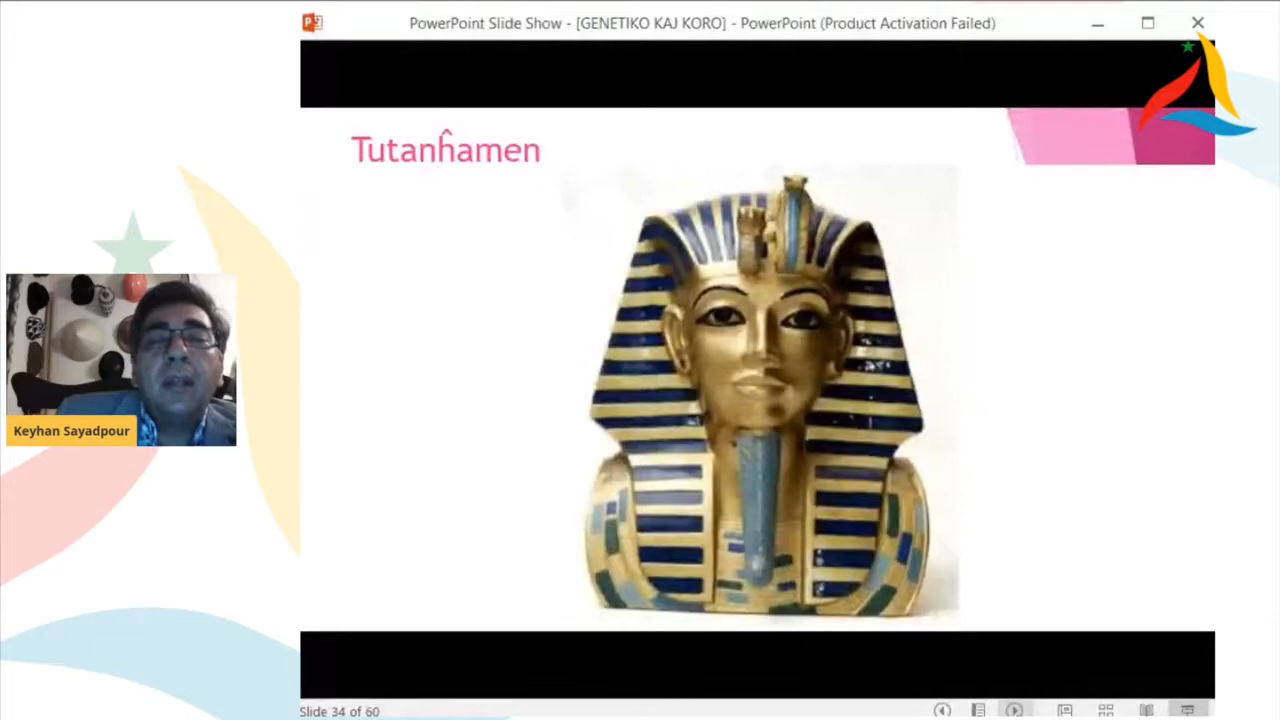 PowerPoint Slide Show - [GENETIKO KAJ KORO] - PowerPoint (Product Activation Failed)
Tutanĥamen
Keyhan Sayadpour
Slide 34 of 60